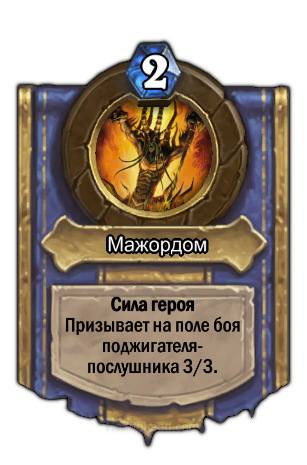 2
Мажордом
Сила героя
Призывает на поле боя
поджигателя-
послушника 3/3.